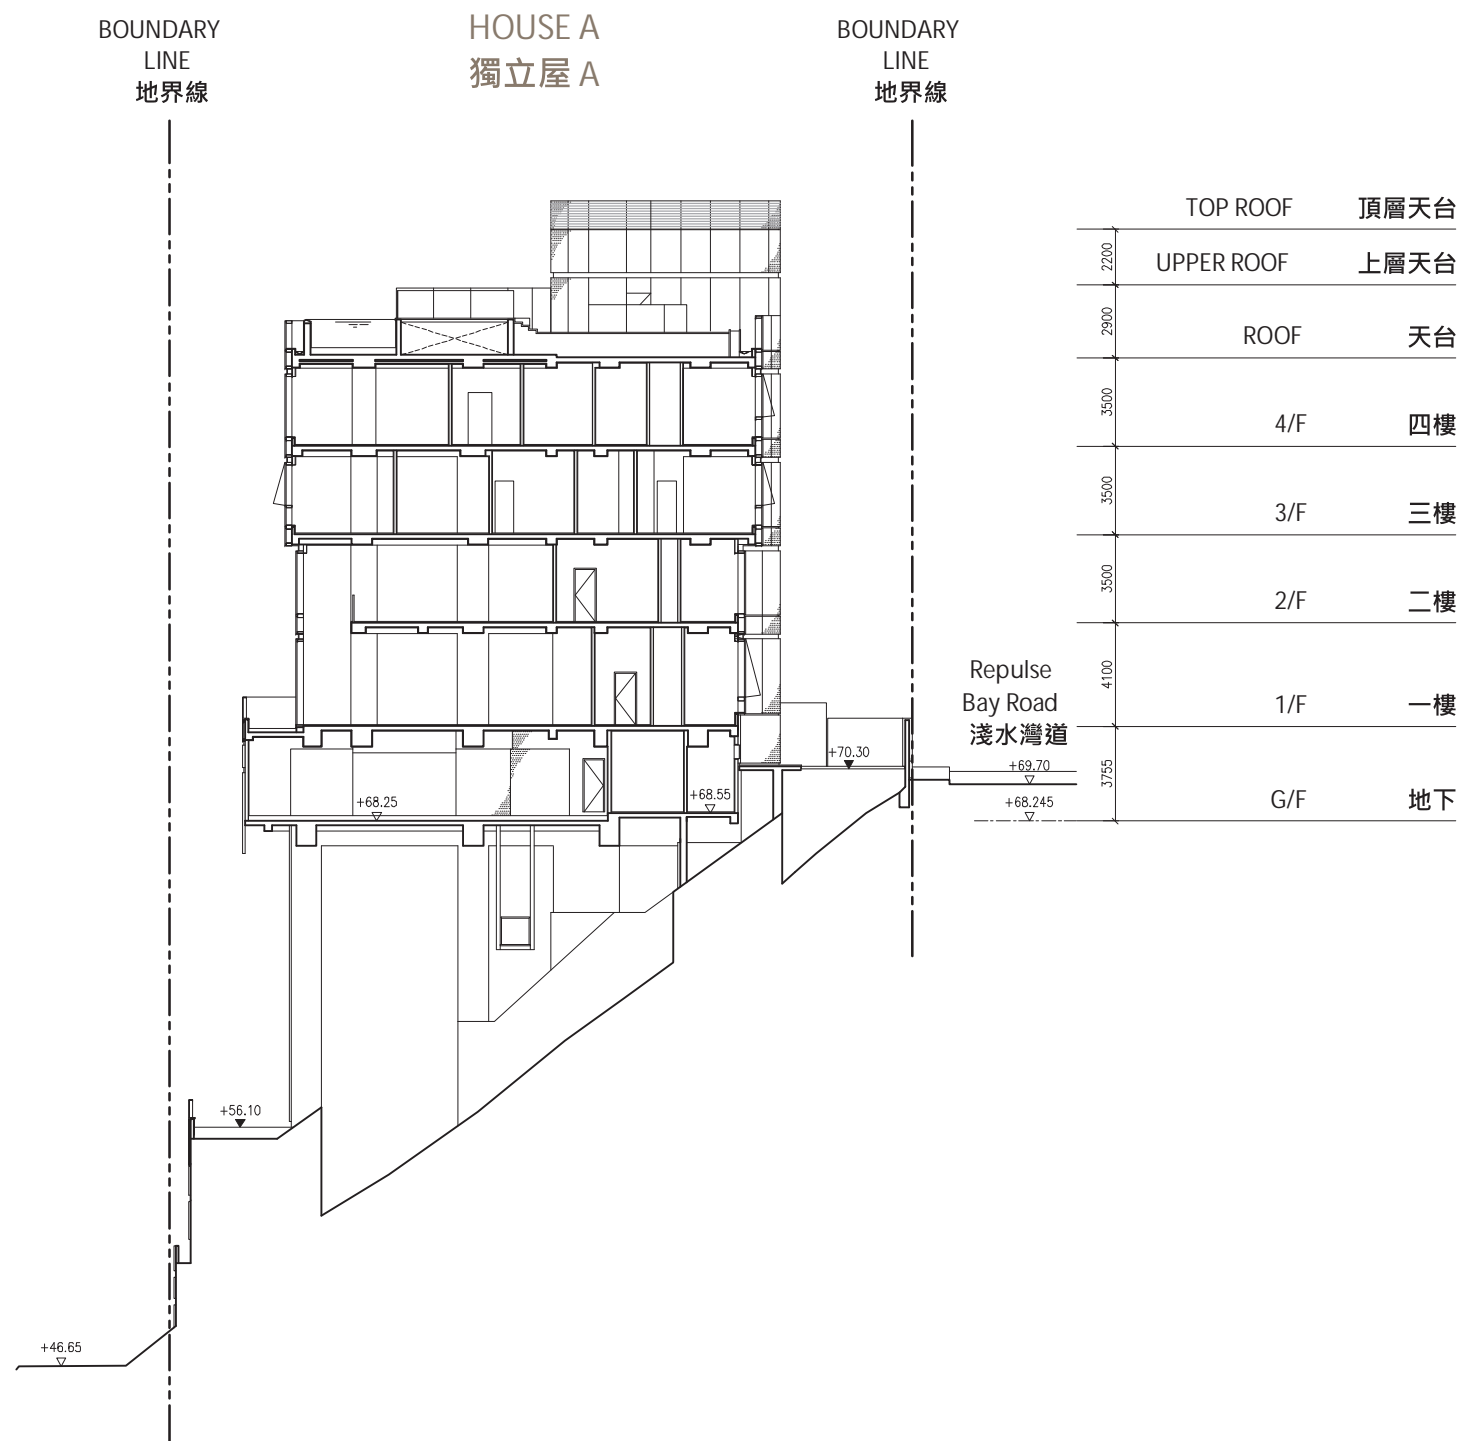 BOUNDARY
LINE
地界線
HOUSE A
獨立屋 A
BOUNDARY
LINE
地界線
TOP ROOF 頂層天台
2200
UPPER ROOF 上層天台
2900
ROOF 天台
3500
4/F 四樓
3500
3/F 三樓
3500
2/F 二樓
4100
1/F 一樓
3755
G/F 地下
Repulse
Bay Road
淺水灣道
+70.30
+69.70
+68.245
+68.25
+68.55
+56.10
+46.65